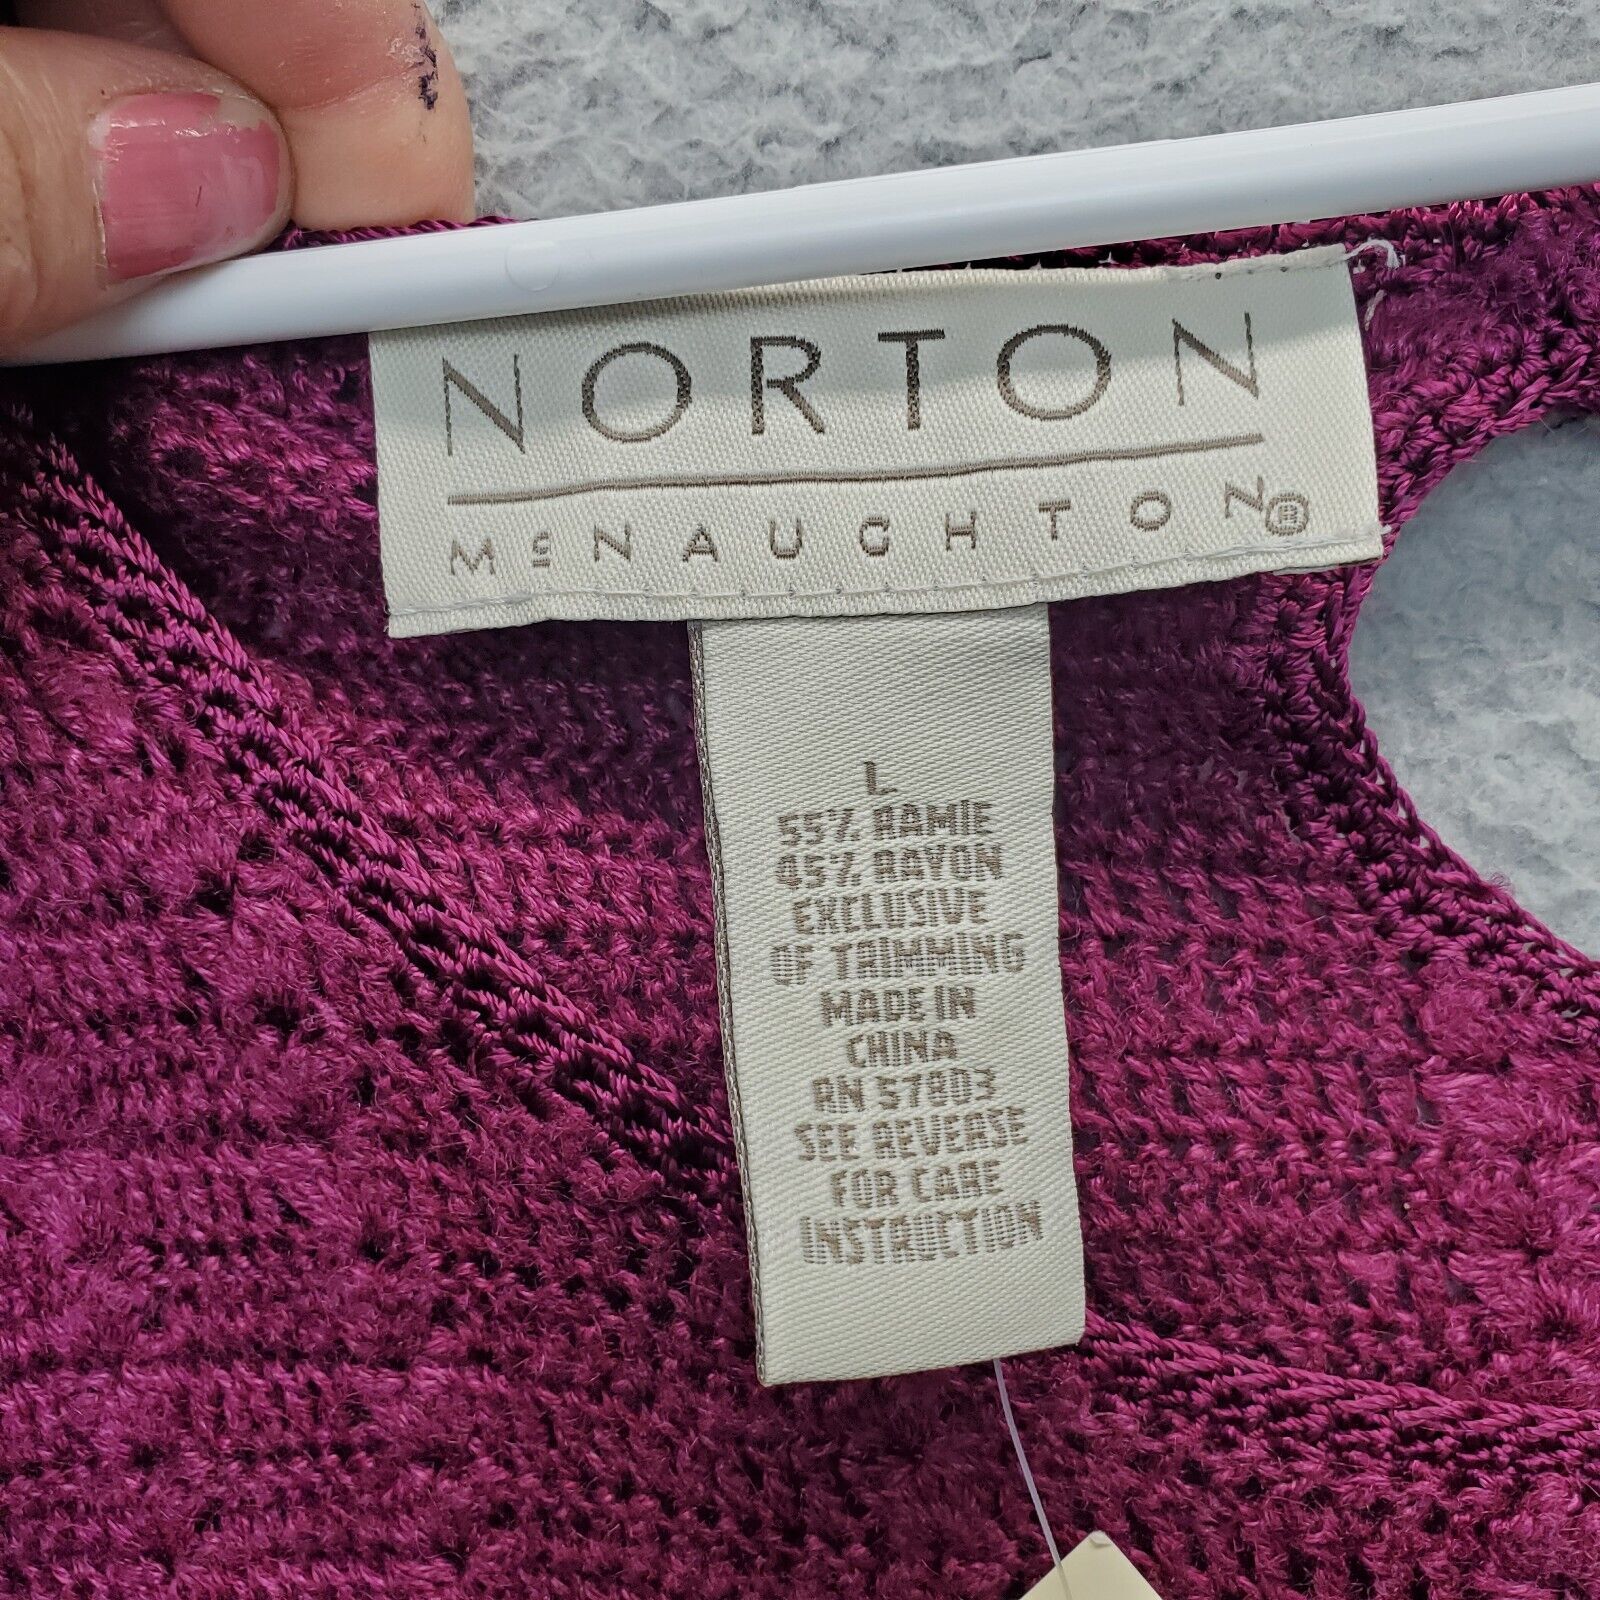 NORTON
McNAUGHTON®
L
55% RAMIE
45% RAYON
EXCLUSIVE
OF TRIMMING
MADE IN
CHINA
RN 57803
SEE REVERSE
FOR CARE
INSTRUCTION